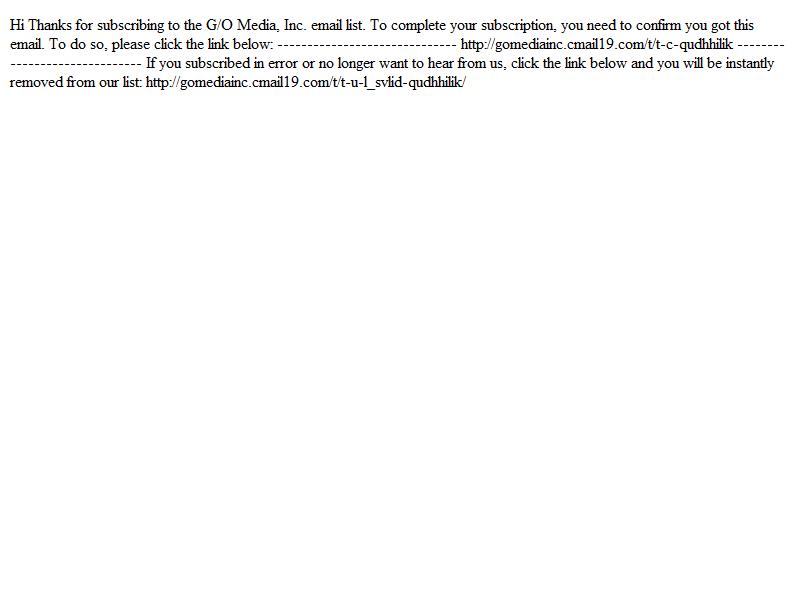 Hi Thanks for subscribing to the G/O Media, Inc. email list. To complete your subscription, you need to confirm you got this
email. To do so, please click the link below: ------------------------------ http://gomediainc.cmail19.com/t/t-c-qudhhilik --------
---------------------- If you subscribed in error or no longer want to hear from us, click the link below and you will be instantly
removed from our list: http://gomediainc.cmail19.com/t/t-u-l_svlid-qudhhilik/